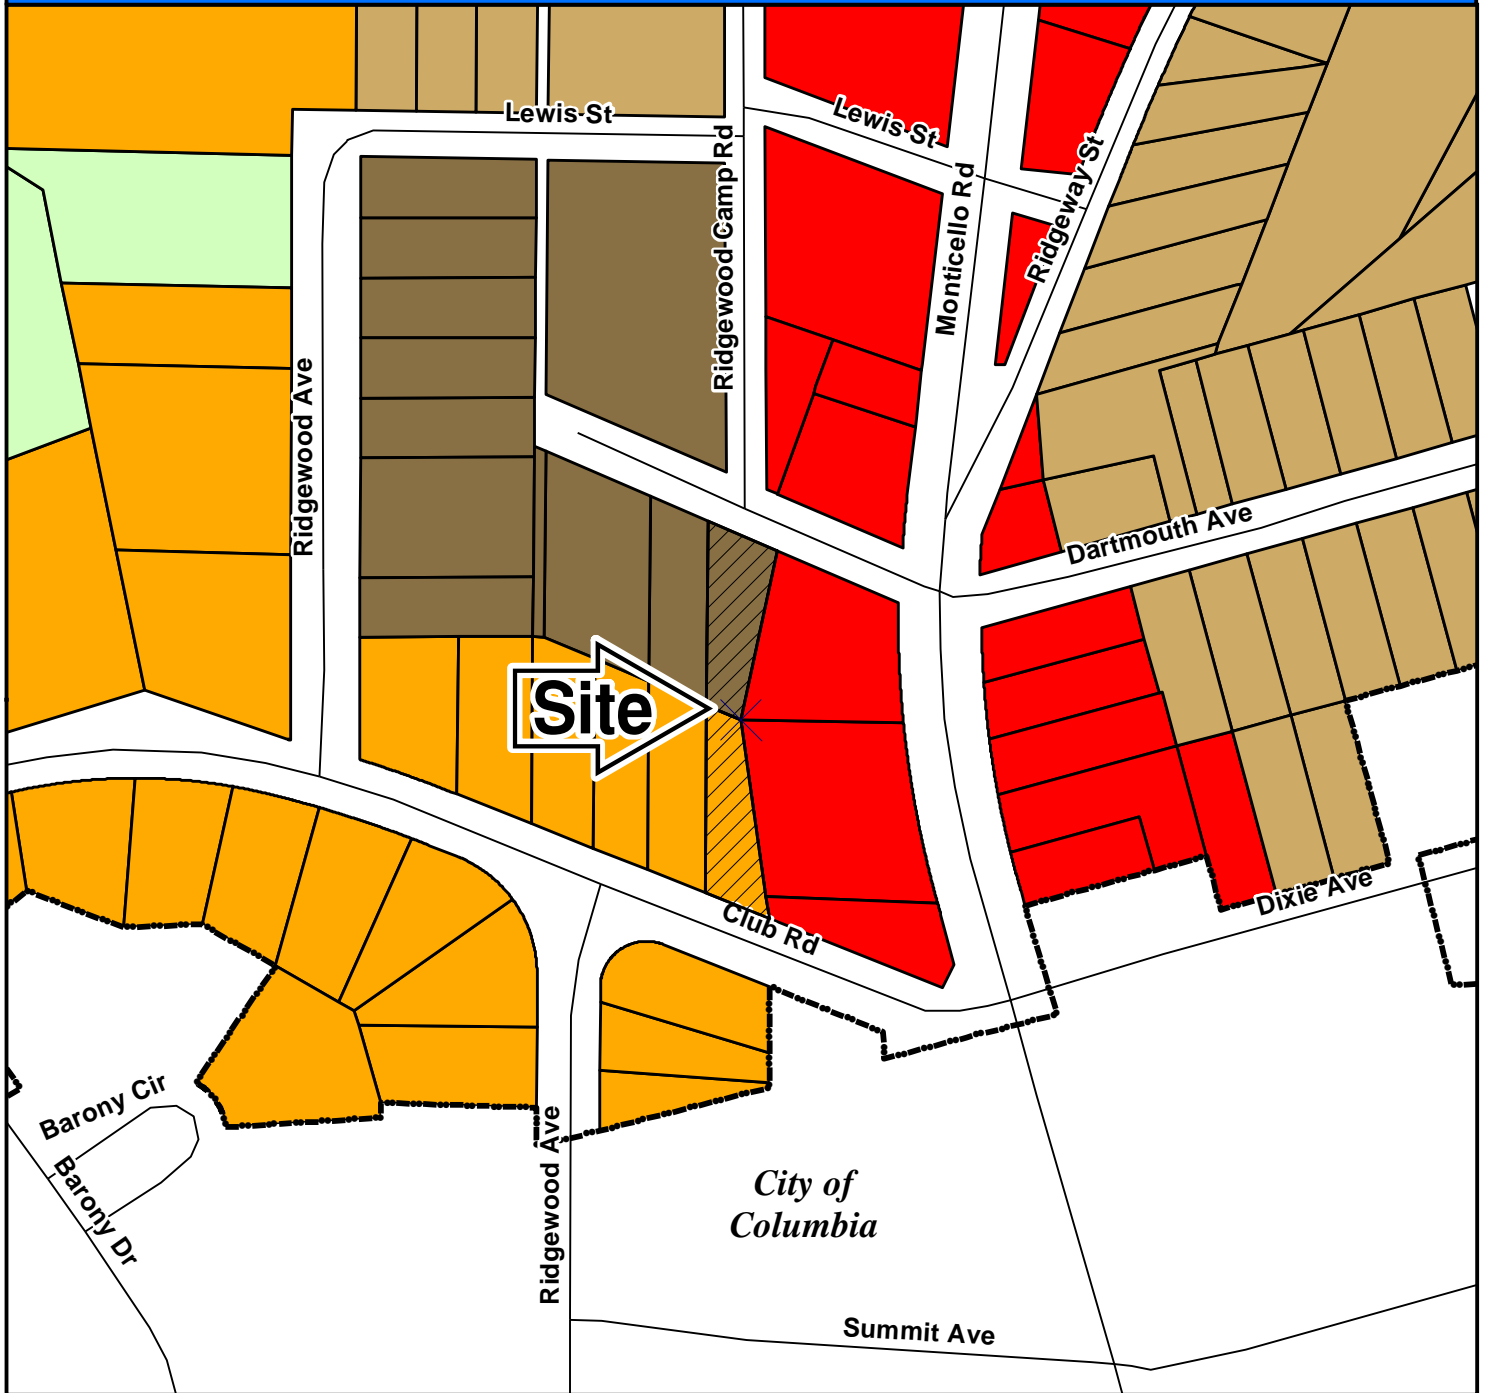 Lewis St
Lewis St
Ridgewood Camp Rd
Monticello Rd
Ridgeway St
Ridgewood Ave
Dartmouth Ave
Site
Dixie Ave
Club Rd
Barony Cir
Barony Dr
Ridgewood Ave
City of
Columbia
Summit Ave